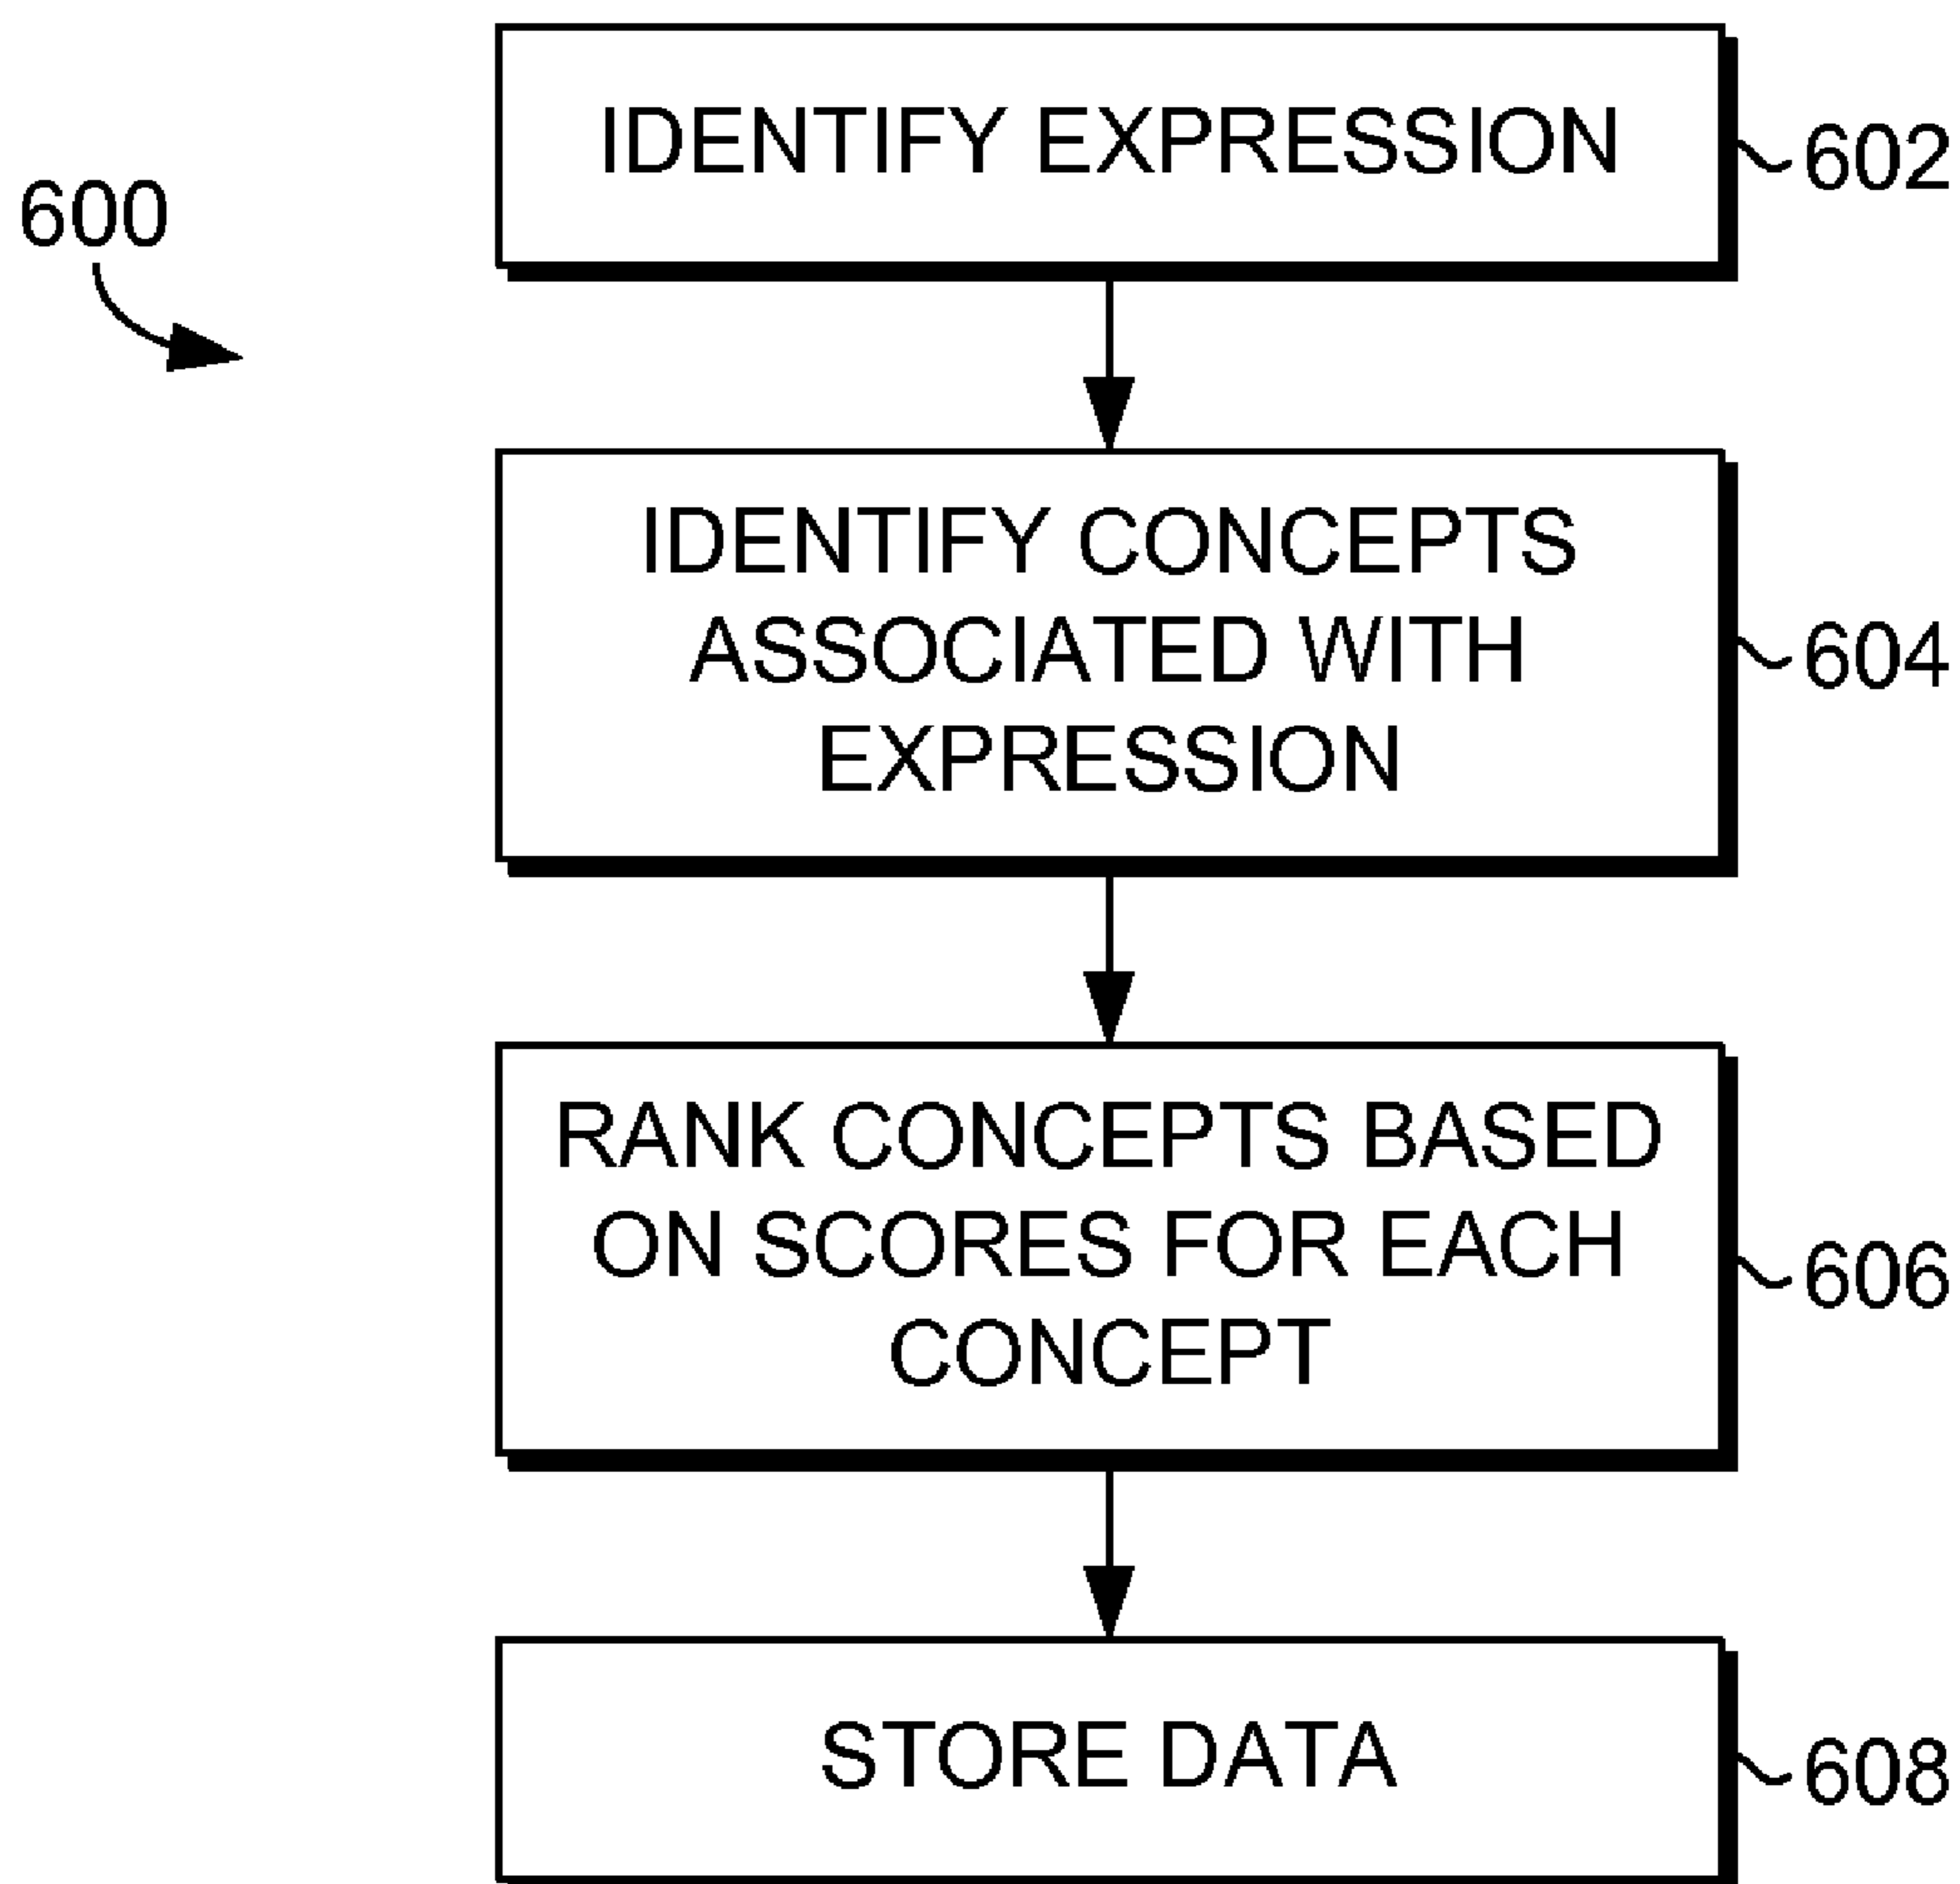 600
IDENTIFY EXPRESSION
602
IDENTIFY CONCEPTS
ASSOCIATED WITH
EXPRESSION
604
RANK CONCEPTS BASED
ON SCORES FOR EACH
CONCEPT
606
STORE DATA
608